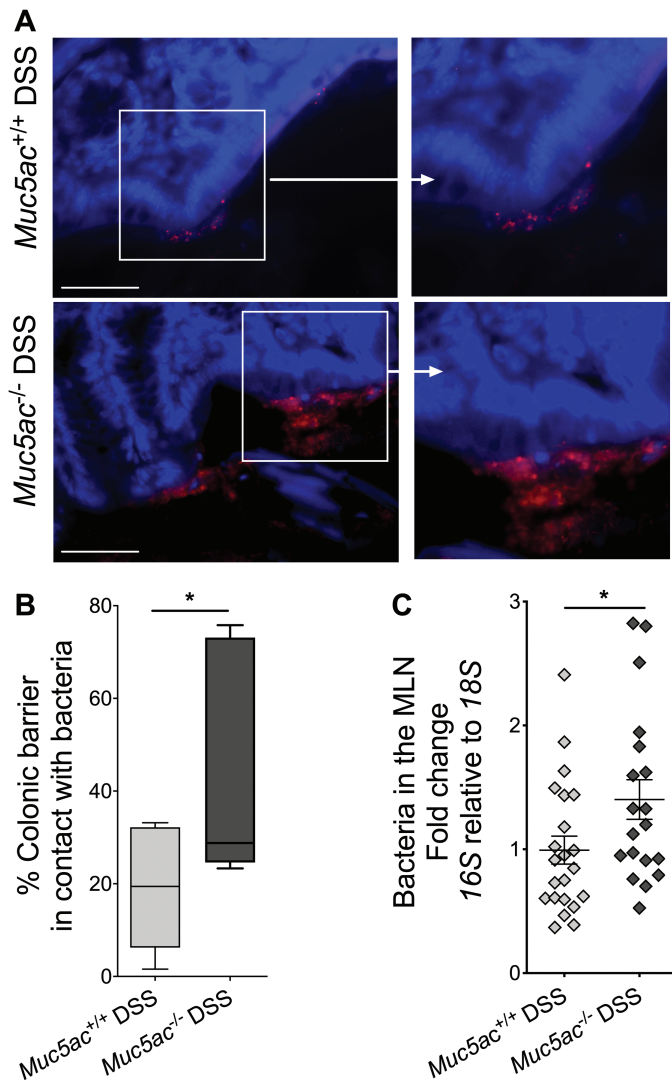 A
Muc5ac+/+ DSS
Muc5ac-/- DSS
B
*
% Colonic barrier
in contact with bacteria
80
60
40
20
0
Muc5ac+/+ DSS
Muc5ac-/- DSS
C
*
Bacteria in the MLN
Fold change
16S relative to 18S
3
2
1
0
Muc5ac+/+ DSS
Muc5ac-/- DSS